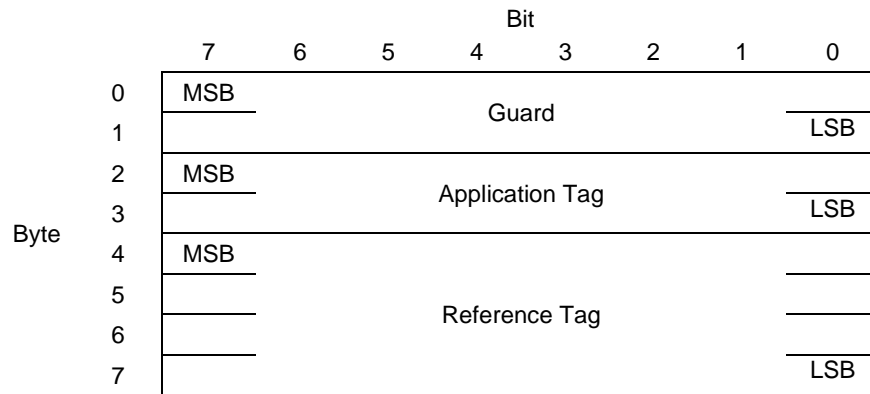 Bit
7 6 5 4 3 2 1 0
0 MSB
Guard
1 LSB
2 MSB
Application Tag
3 LSB
Byte
4 MSB
5
Reference Tag
6
7 LSB